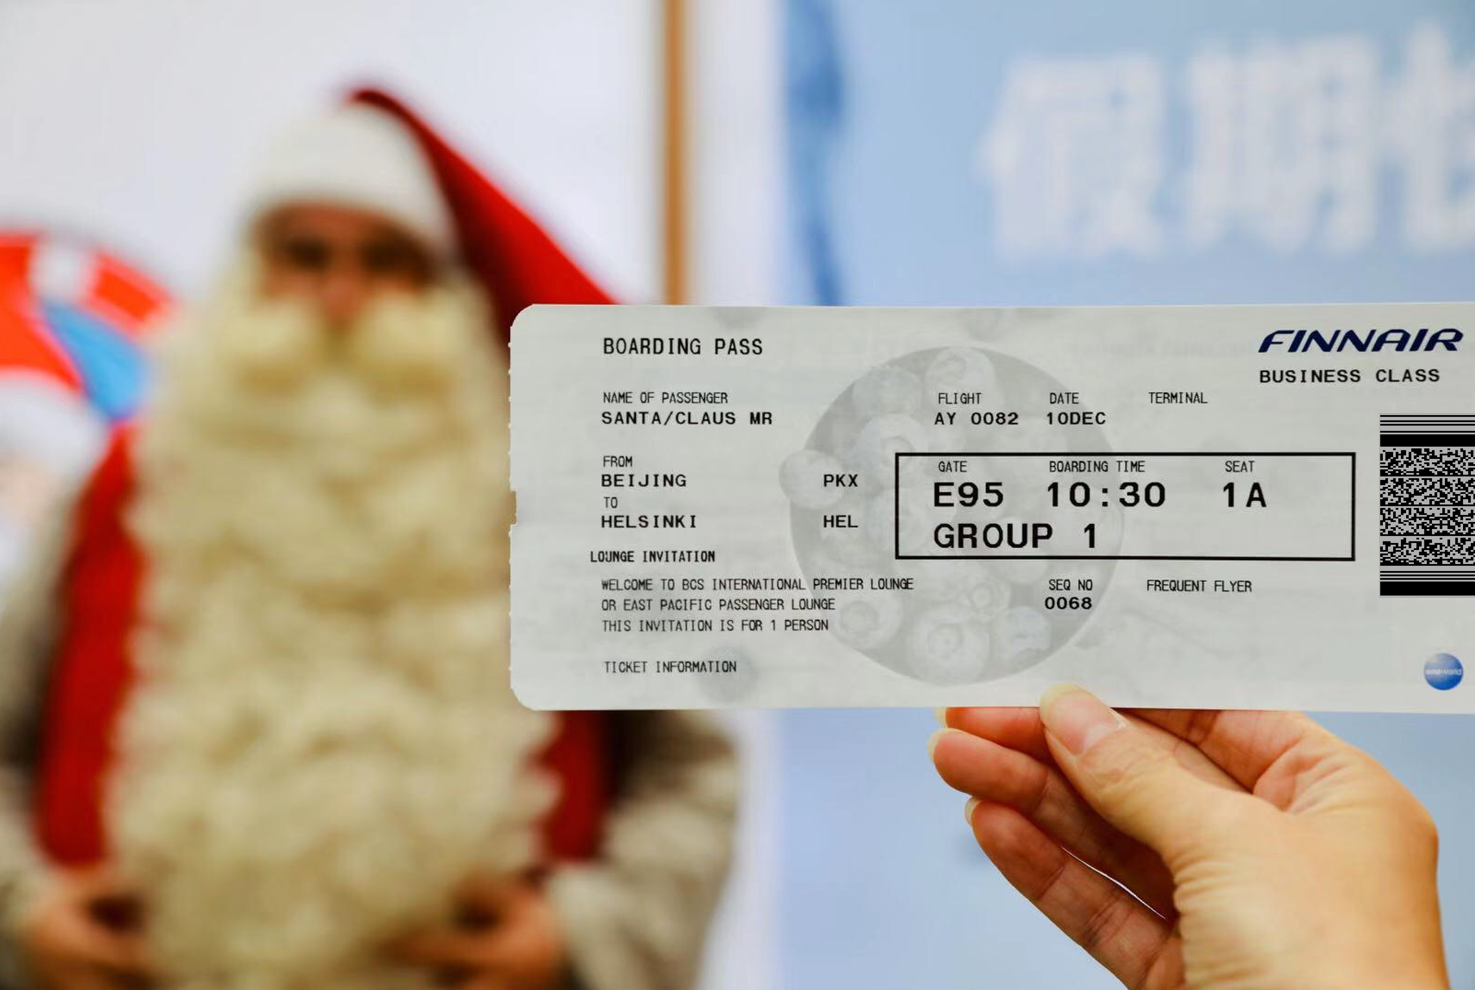 假期
BOARDING PASS
FINNAIR
BUSINESS CLASS
NAME OF PASSENGER FLIGHT DATE TERMINAL
SANTA/CLAUS MR AY 0082 10DEC
FROM GATE BOARDING TIME SEAT
BEIJING PKX E95 10:30 1A
TO
HELSINKI HEL GROUP 1
LOUNGE INVITATION
WELCOME TO BCS INTERNATIONAL PREMIER LOUNGE SEQ NO FREQUENT FLYER
OR EAST PACIFIC PASSENGER LOUNGE 0068
THIS INVITATION IS FOR 1 PERSON
TICKET INFORMATION
oneworld